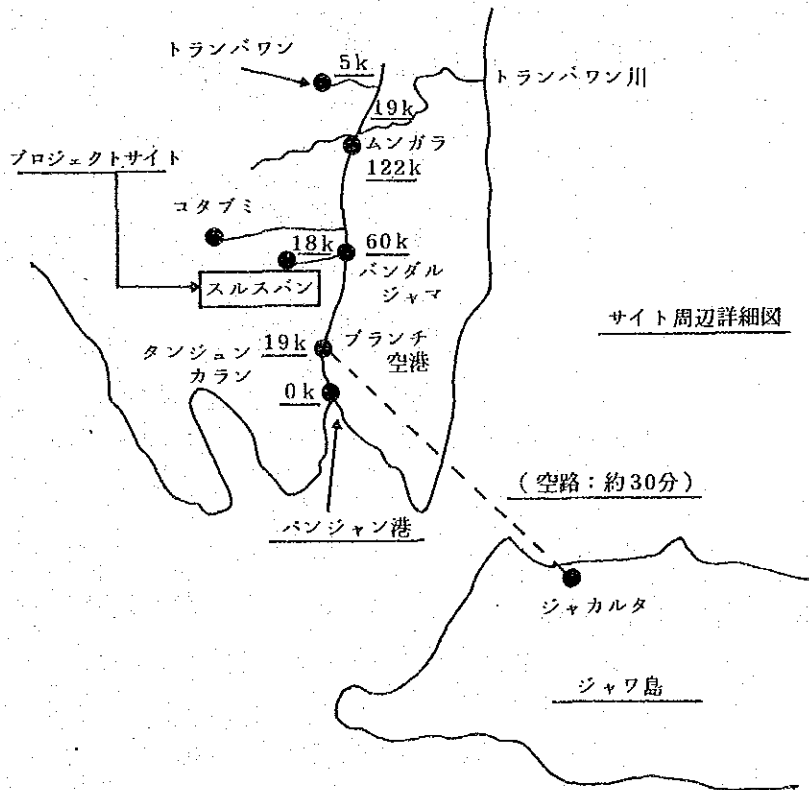 トランバワン
5k
トランバワン川
19k
ムンガラ
122k
プロジェクトサイト
コタブミ
18k
60k
バンダル
ジャマ
スルスバン
サイト周辺詳細図
タンジュン
カラン
19k
ブランチ
空港
0k
(空路:約30分)
パンジャン港
ジャカルタ
ジャワ島